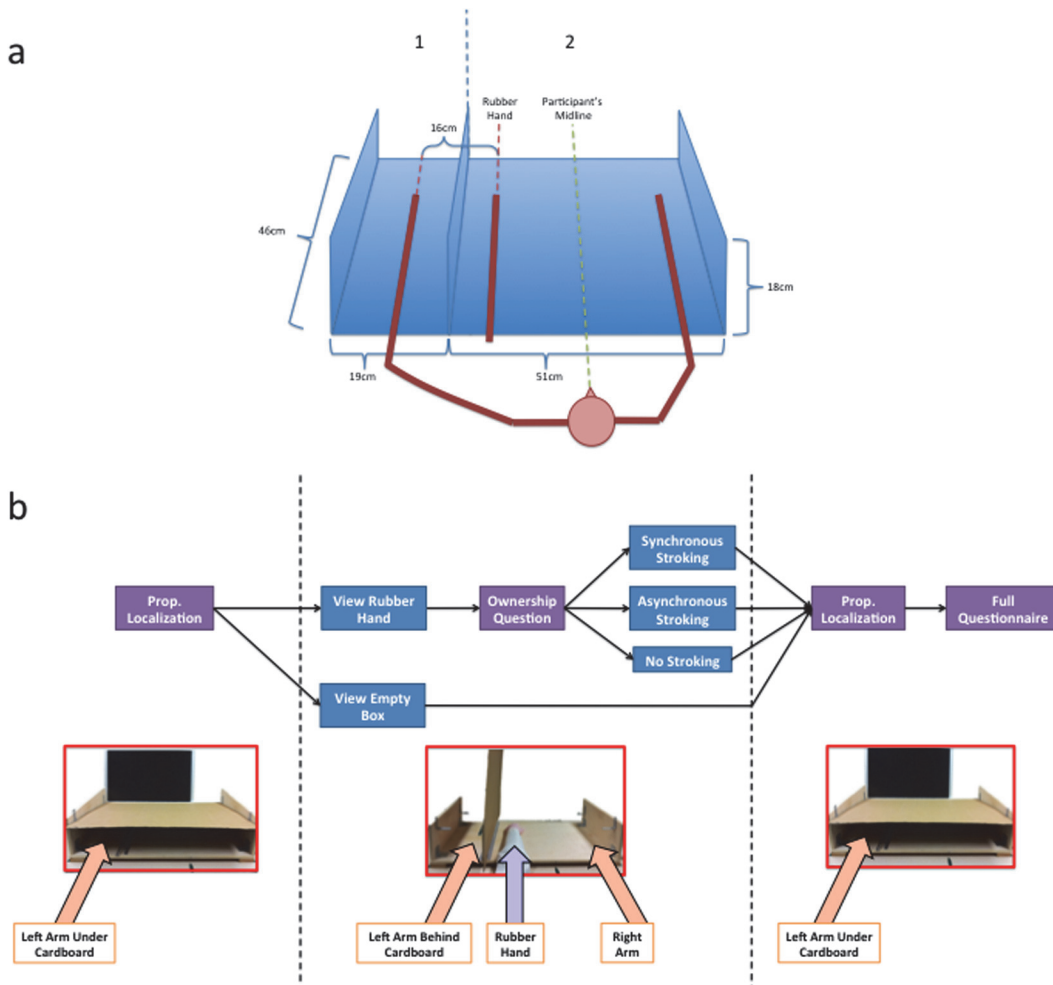 a
1
2
Rubber
Hand
Participant's
Midline
16cm
46cm
18cm
19cm
51cm
b
Synchronous
Stroking
Prop.
Localization
View Rubber
Hand
Ownership
Question
Asynchronous
Stroking
Prop.
Localization
Full
Questionnaire
No Stroking
View Empty
Box
Left Arm Under
Cardboard
Left Arm Behind
Cardboard
Rubber
Hand
Right
Arm
Left Arm Under
Cardboard